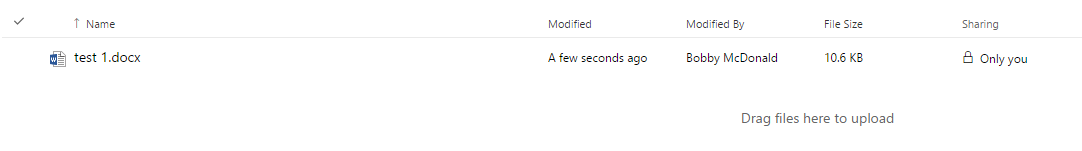 Name Modified Modified By File Size Sharing
test 1.docx A few seconds ago Bobby McDonald 10.6 KB Only you
Drag files here to upload